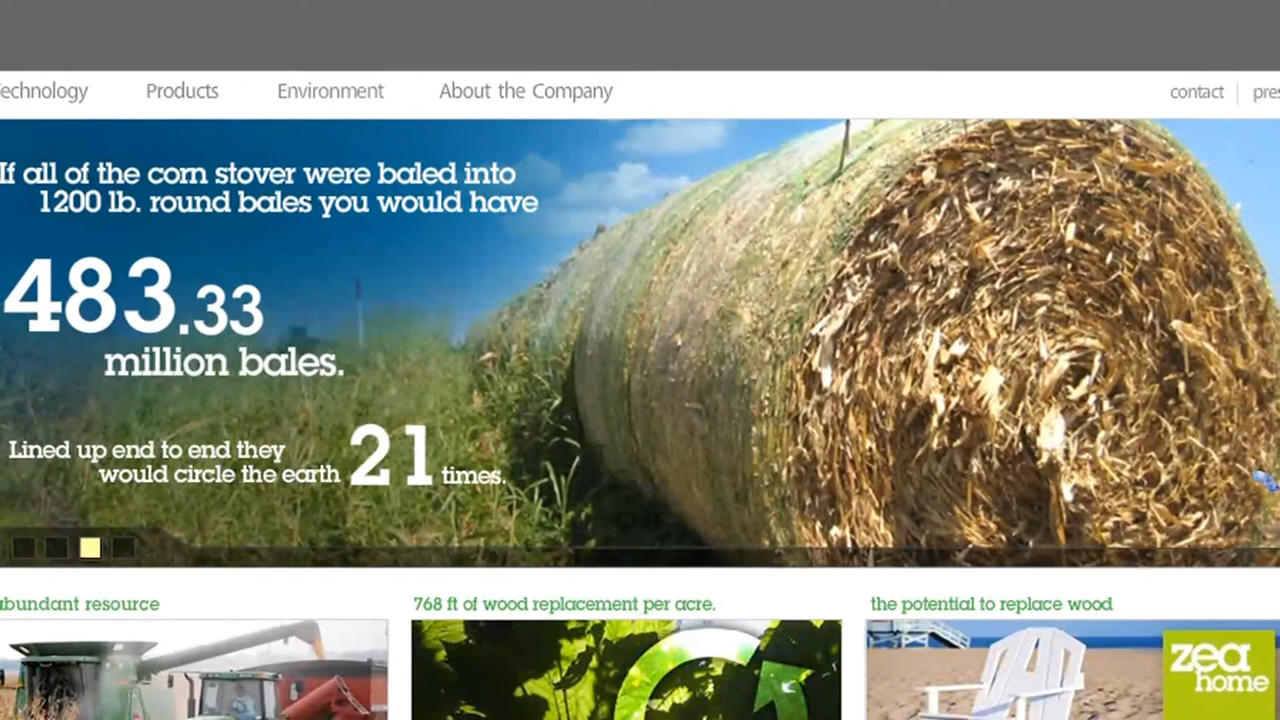 echnology Products Environment About the Company contact pres
If all of the corn stover were baled into
1200 lb. round bales you would have
483.33
million bales.
Lined up end to end they
would circle the earth 21 times.
abundant resource 768 ft of wood replacement per acre. the potential to replace wood
zea
home